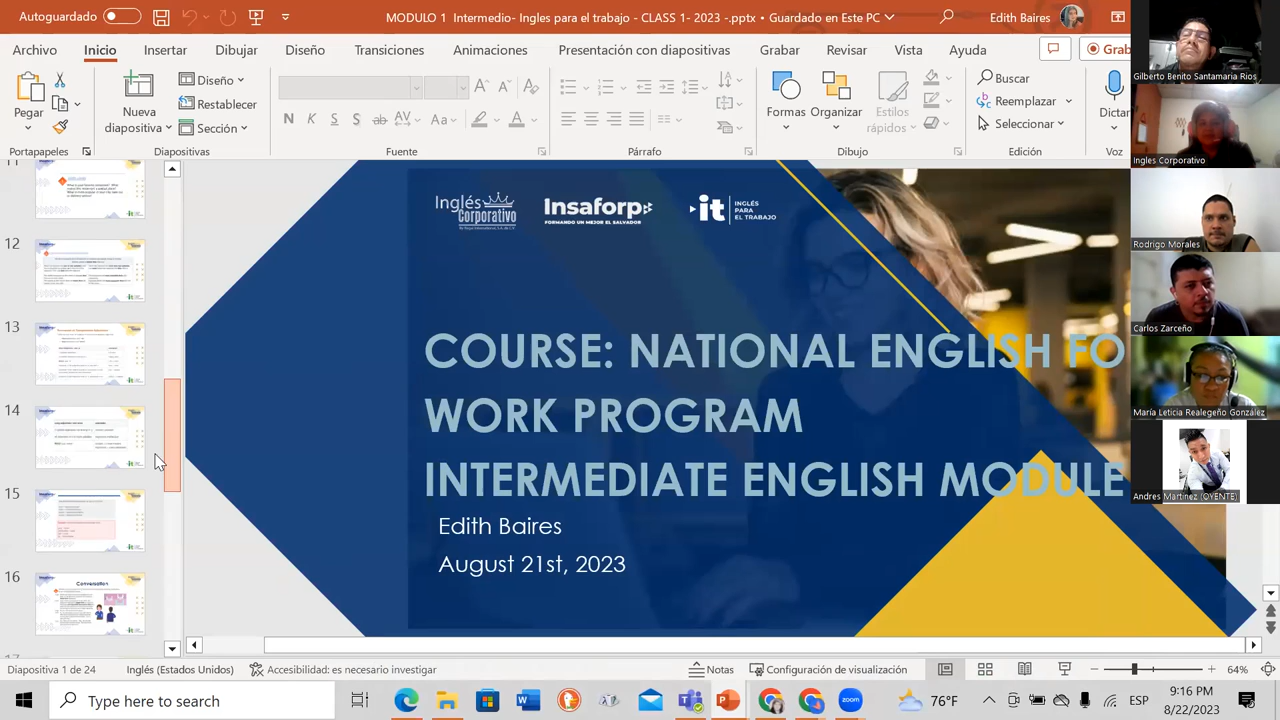 Autoguardado
MODULO 1 Intermedio- Ingles para el trabajo - CLASS 1- 2023 -.pptx • Guardado en Este PC
Edith Baires
Archivo Inicio Insertar Dibujar Diseño Transiciones Animaciones Presentación con diapositivas Grabar Revisar Vista Ayuda Grab
Pegar
Nueva diapositiva
Diseño
Restablecer
Sección
Formas
Organizar
Estilos rápidos
Buscar
Reemplazar
Seleccionar
Dictar
Portapapeles Diapositivas Fuente Párrafo Dibujo Edición Voz
Gilberto Benito Santamaria Rios
Ingles Corporativo
Rodrigo Morales
Carlos Zarceño
María Leticia Realegeño González
Andres Martinez (OYENTE)
12
13
14
15
16
Conversation
Inglés Corporativo
Insaforp
FORMANDO UN MEJOR EL SALVADOR
it INGLÉS PARA EL TRABAJO
COURSE: NATIONAL ENGLISH FO
WORK PROGRAM
INTERMEDIATE ENGLISH MODULE
Edith Baires
August 21st, 2023
Diapositiva 1 de 24 Inglés (Estados Unidos) Accesibilidad: es necesario investigar Notas Configuración de visualización 64%
Type here to search
zoom
76°F
ESP
9:16 PM
8/22/2023